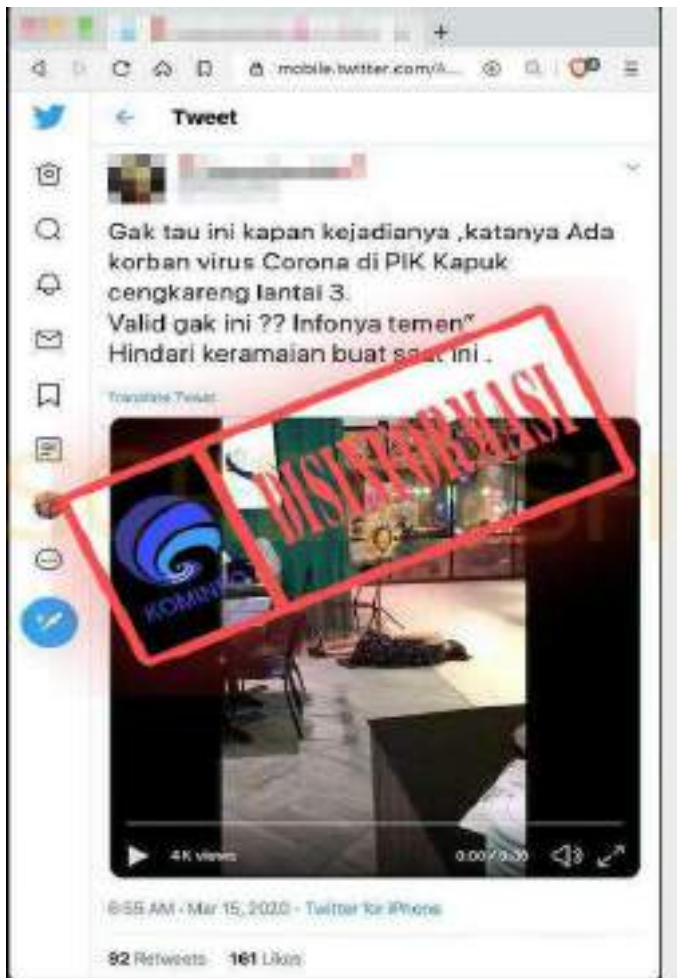 mobile.twitter.com/A...
Tweet
Gak tau ini kapan kejadianya ,katanya Ada
korban virus Corona di PIK Kapuk
cengkareng lantai 3.
Valid gak ini ?? Infonya temen"
Hindari keramaian buat saat ini .
Translate Tweet
DISINFORMASI
KOMINFO
4K views
6:55 AM - Mar 15, 2020 - Twitter for iPhone
92 Retweets 161 Likes